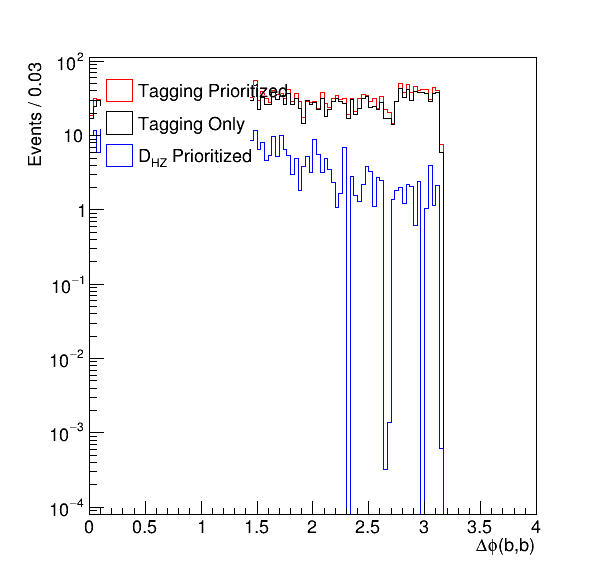 Events / 0.03
10²
10
1
10⁻¹
10⁻²
10⁻³
10⁻⁴
Tagging Prioritized
Tagging Only
D_HZ Prioritized
0 0.5 1 1.5 2 2.5 3 3.5 4
Δϕ(b,b)